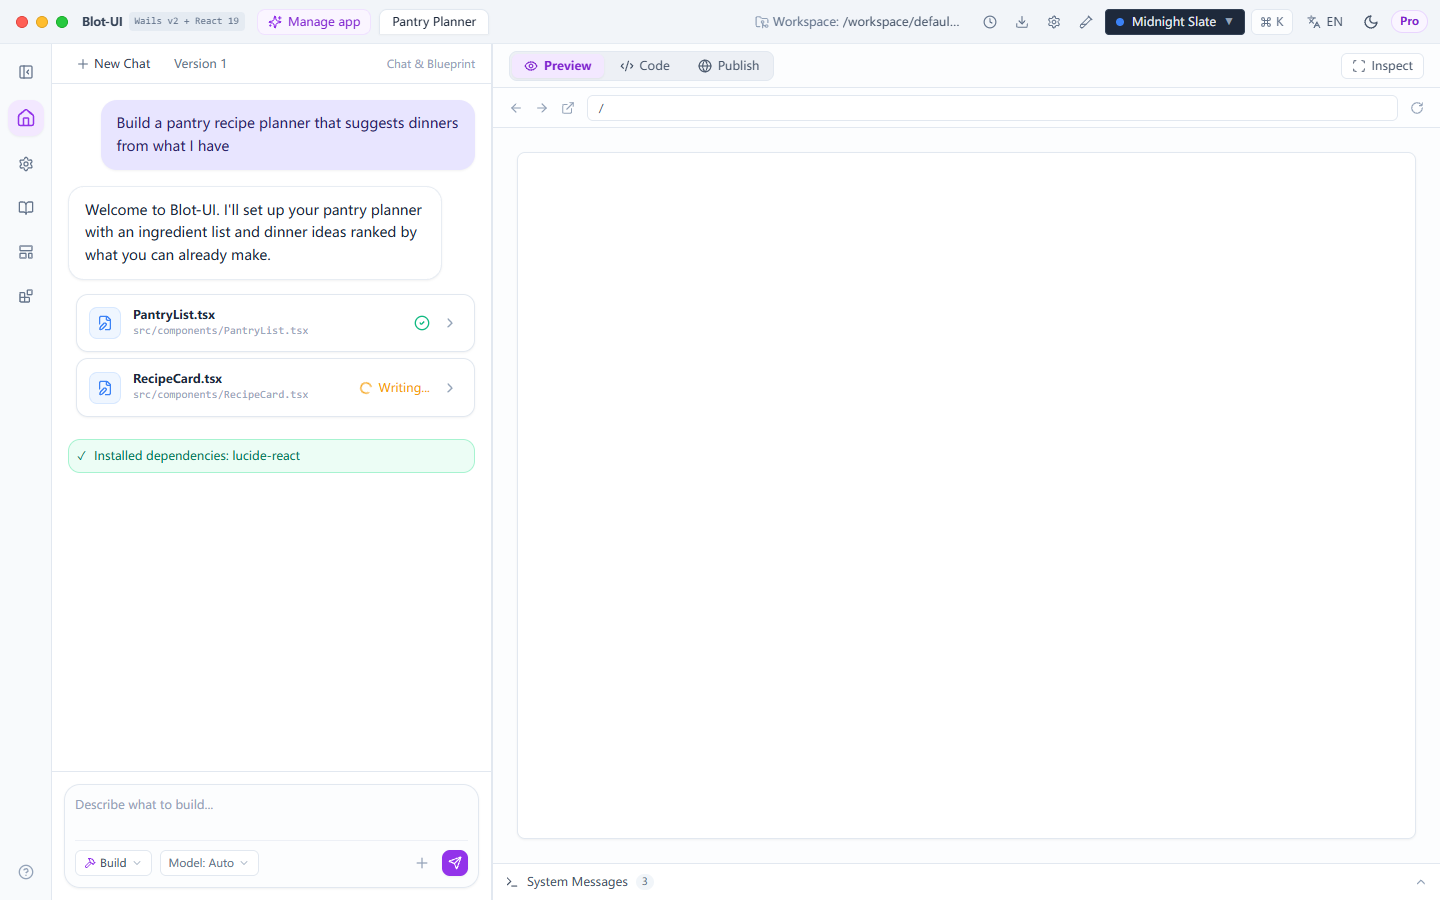 Blot-UI
Wails v2 + React 19
Manage app
Pantry Planner
Workspace: /workspace/defaul...
Midnight Slate
⌘ K
EN
Pro
New Chat
Version 1
Chat & Blueprint
Build a pantry recipe planner that suggests dinners
from what I have
Welcome to Blot-UI. I'll set up your pantry planner
with an ingredient list and dinner ideas ranked by
what you can already make.
PantryList.tsx
src/components/PantryList.tsx
RecipeCard.tsx
src/components/RecipeCard.tsx
Writing...
✓ Installed dependencies: lucide-react
Describe what to build...
Build
Model: Auto
Preview
Code
Publish
Inspect
/
System Messages
3